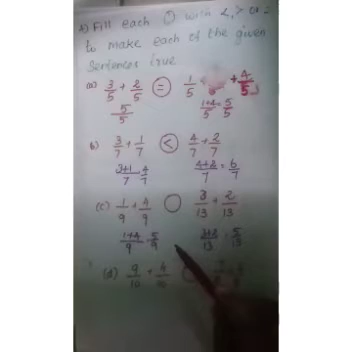 A) Fill each ◯ with <, > or =
to make each of the given
sentences true
(a) 3/5 + 2/5 = 1/5 + 4/5
5/5 1+4/5 = 5/5
b) 3/7 + 1/7 < 4/7 + 2/7
3+1/7 = 4/7 4+2/7 = 6/7
(c) 1/9 + 4/9 ◯ 3/13 + 2/13
1+4/9 = 5/9 3+2/13 = 5/13
(d) 9/10 + 4/10 ◯